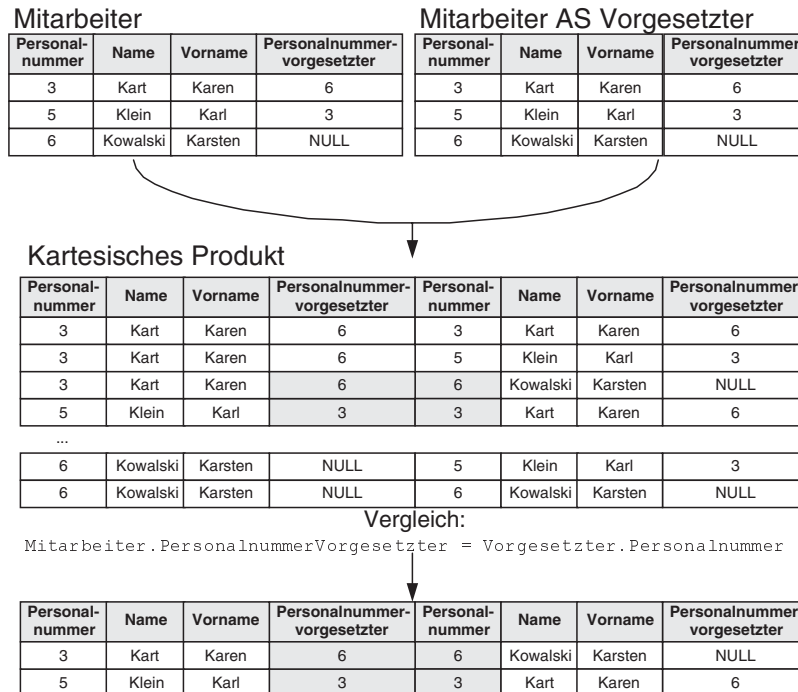 Mitarbeiter    Mitarbeiter AS Vorgesetzter
Personal-nummer | Name | Vorname | Personalnummer-vorgesetzter    Personal-nummer | Name | Vorname | Personalnummer-vorgesetzter
3 | Kart | Karen | 6    3 | Kart | Karen | 6
5 | Klein | Karl | 3    5 | Klein | Karl | 3
6 | Kowalski | Karsten | NULL    6 | Kowalski | Karsten | NULL
Kartesisches Produkt
Personal-nummer | Name | Vorname | Personalnummer-vorgesetzter | Personal-nummer | Name | Vorname | Personalnummer-vorgesetzter
3 | Kart | Karen | 6 | 3 | Kart | Karen | 6
3 | Kart | Karen | 6 | 5 | Klein | Karl | 3
3 | Kart | Karen | 6 | 6 | Kowalski | Karsten | NULL
5 | Klein | Karl | 3 | 3 | Kart | Karen | 6
...
6 | Kowalski | Karsten | NULL | 5 | Klein | Karl | 3
6 | Kowalski | Karsten | NULL | 6 | Kowalski | Karsten | NULL
Vergleich:
Mitarbeiter.PersonalnummerVorgesetzter = Vorgesetzter.Personalnummer
Personal-nummer | Name | Vorname | Personalnummer-vorgesetzter | Personal-nummer | Name | Vorname | Personalnummer-vorgesetzter
3 | Kart | Karen | 6 | 6 | Kowalski | Karsten | NULL
5 | Klein | Karl | 3 | 3 | Kart | Karen | 6